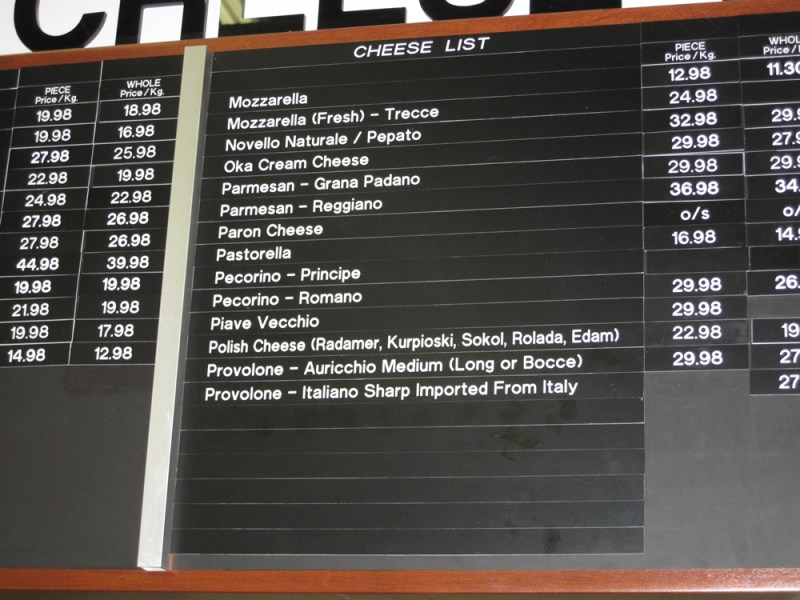 CHEESE
PIECE WHOLE
Price/Kg. Price/Kg.
19.98 18.98
19.98 16.98
27.98 25.98
22.98 19.98
24.98 22.98
27.98 26.98
27.98 26.98
44.98 39.98
19.98 19.98
21.98 19.98
19.98 17.98
14.98 12.98
CHEESE LIST
Mozzarella
Mozzarella (Fresh) - Trecce
Novello Naturale / Pepato
Oka Cream Cheese
Parmesan - Grana Padano
Parmesan - Reggiano
Paron Cheese
Pastorella
Pecorino - Principe
Pecorino - Romano
Piave Vecchio
Polish Cheese (Radamer, Kurpioski, Sokol, Rolada, Edam)
Provolone - Auricchio Medium (Long or Bocce)
Provolone - Italiano Sharp Imported From Italy
PIECE
Price/Kg.
12.98
24.98
32.98
29.98
29.98
36.98
o/s
16.98
29.98
29.98
22.98
29.98